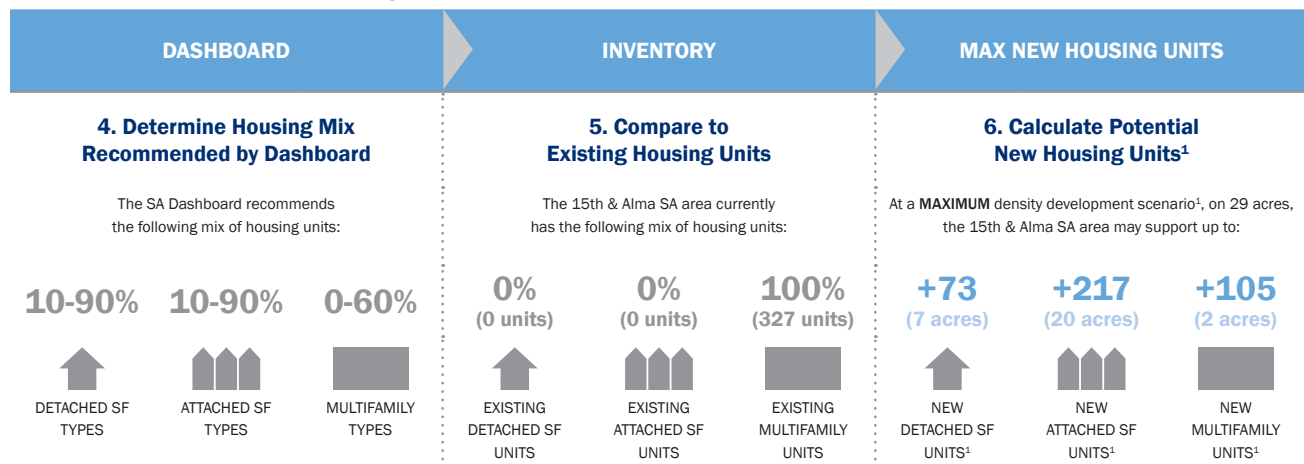 DASHBOARD
INVENTORY
MAX NEW HOUSING UNITS
4. Determine Housing Mix
Recommended by Dashboard
The SA Dashboard recommends
the following mix of housing units:
10-90%
10-90%
0-60%
DETACHED SF
TYPES
ATTACHED SF
TYPES
MULTIFAMILY
TYPES
5. Compare to
Existing Housing Units
The 15th & Alma SA area currently
has the following mix of housing units:
0%
(0 units)
0%
(0 units)
100%
(327 units)
EXISTING
DETACHED SF
UNITS
EXISTING
ATTACHED SF
UNITS
EXISTING
MULTIFAMILY
UNITS
6. Calculate Potential
New Housing Units¹
At a MAXIMUM density development scenario¹, on 29 acres,
the 15th & Alma SA area may support up to:
+73
(7 acres)
+217
(20 acres)
+105
(2 acres)
NEW
DETACHED SF
UNITS¹
NEW
ATTACHED SF
UNITS¹
NEW
MULTIFAMILY
UNITS¹